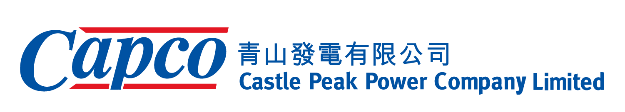 Capco
青山發電有限公司
Castle Peak Power Company Limited